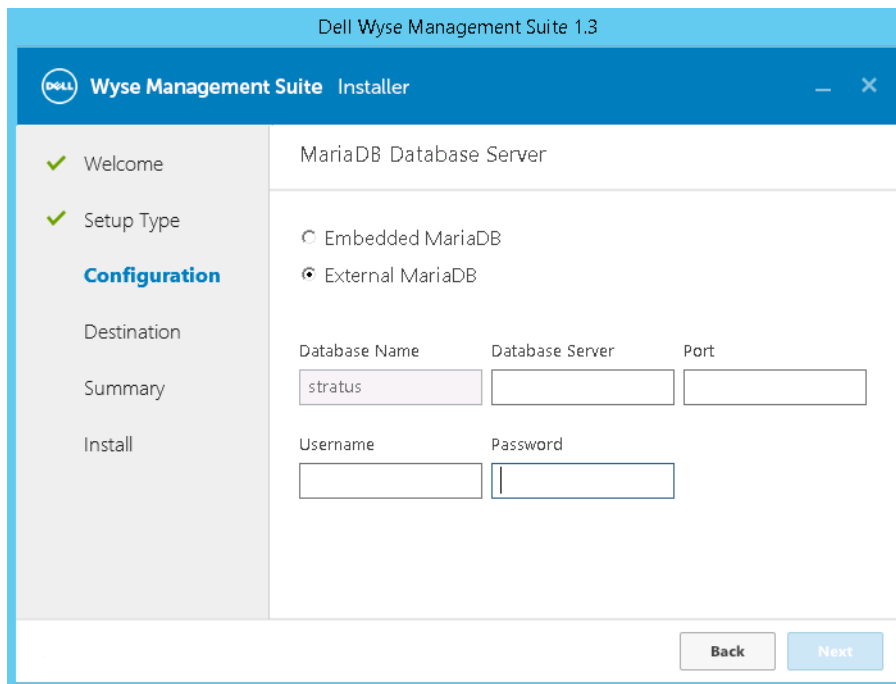 Dell Wyse Management Suite 1.3
DELL Wyse Management Suite Installer
Welcome
Setup Type
Configuration
Destination
Summary
Install
MariaDB Database Server
Embedded MariaDB
External MariaDB
Database Name Database Server Port
stratus
Username Password
Back Next